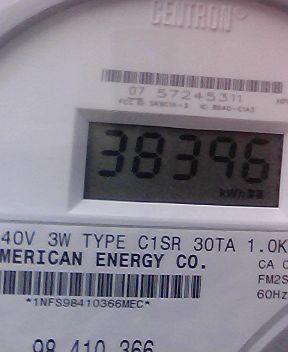 CENTRON®
07 57245311
38396
kWh
40V 3W TYPE C1SR 30TA 1.0K
MERICAN ENERGY CO.
CA
FM2S
60Hz
*1NFS98410366MEC*
98 410 366